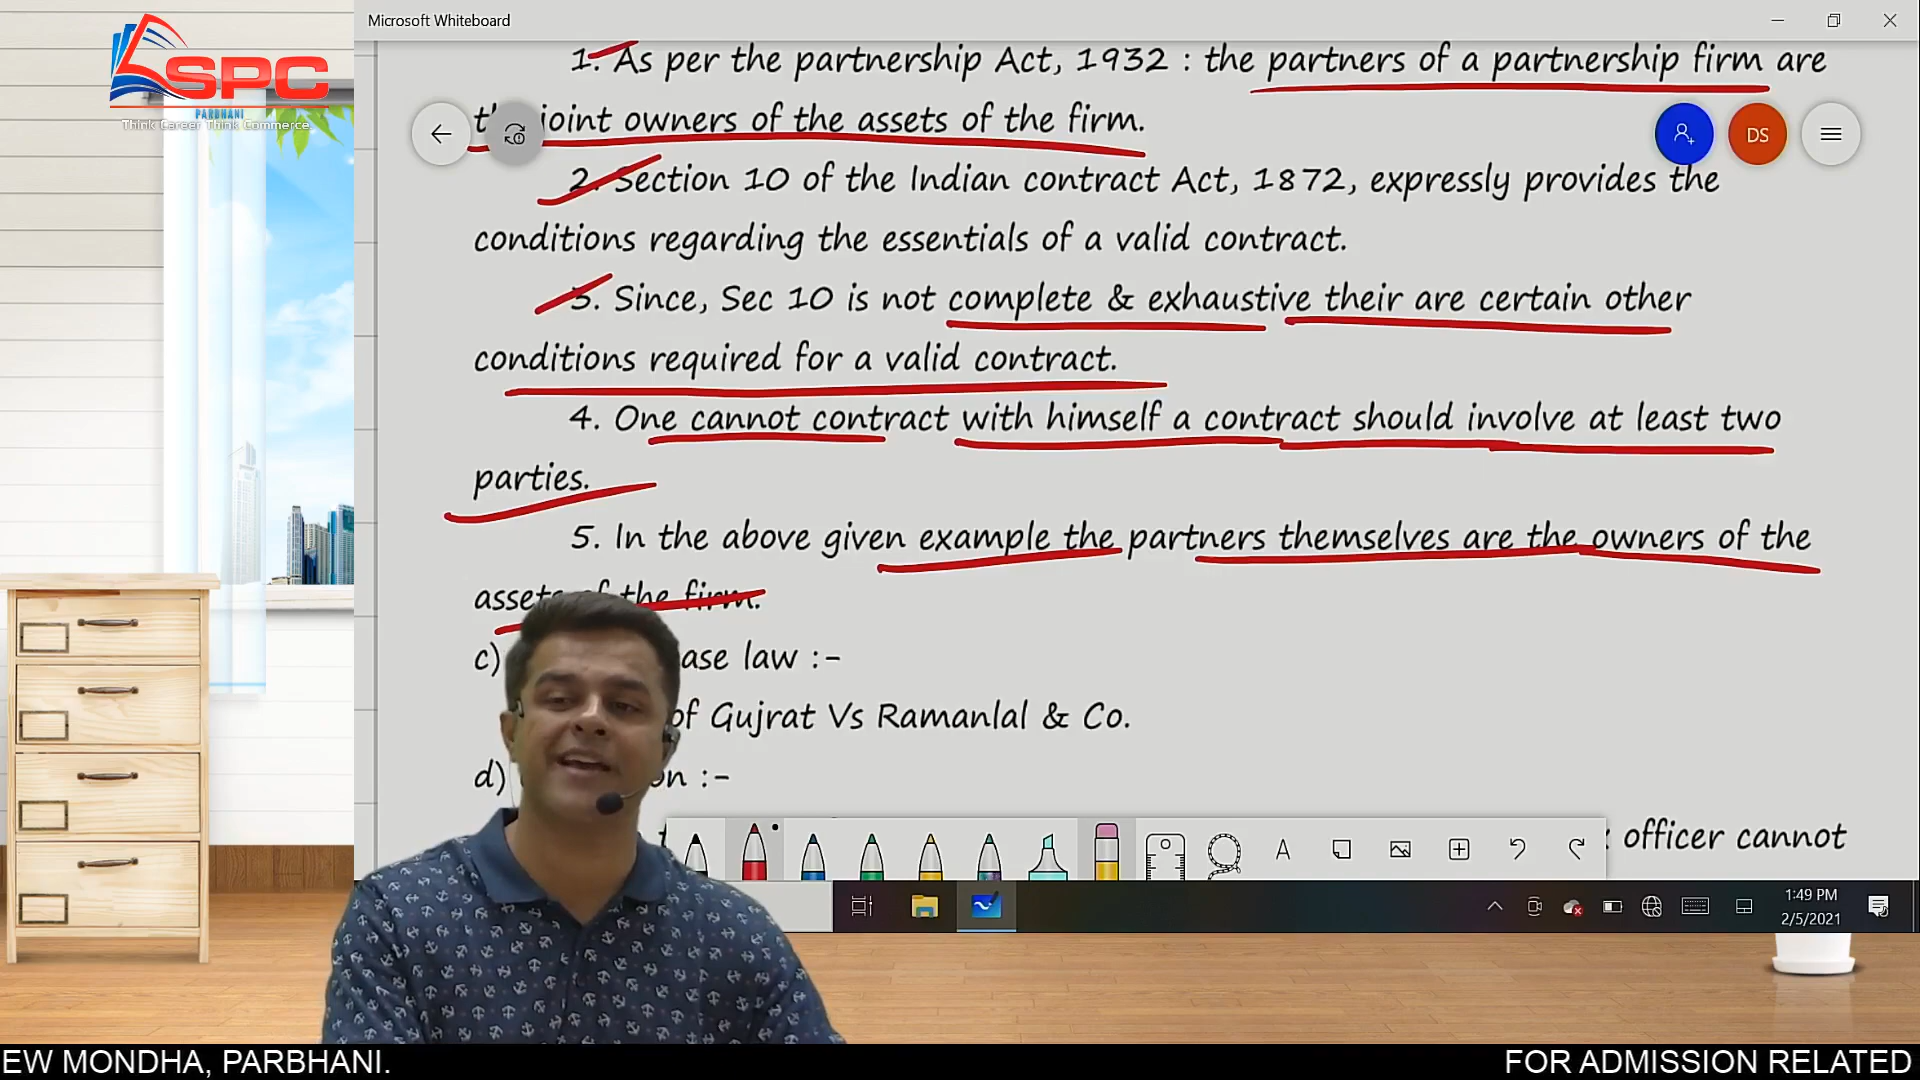 Microsoft Whiteboard
SPC
PARBHANI
Think Career Think Commerce.
1. As per the partnership Act, 1932 : the partners of a partnership firm are
joint owners of the assets of the firm.
DS
2. Section 10 of the Indian contract Act, 1872, expressly provides the
conditions regarding the essentials of a valid contract.
3. Since, Sec 10 is not complete & exhaustive their are certain other
conditions required for a valid contract.
4. One cannot contract with himself a contract should involve at least two
parties.
5. In the above given example the partners themselves are the owners of the
assets of the firm.
c) law :-
of Gujrat Vs Ramanlal & Co.
d) :-
officer cannot
1:49 PM
2/5/2021
EW MONDHA, PARBHANI. FOR ADMISSION RELATED